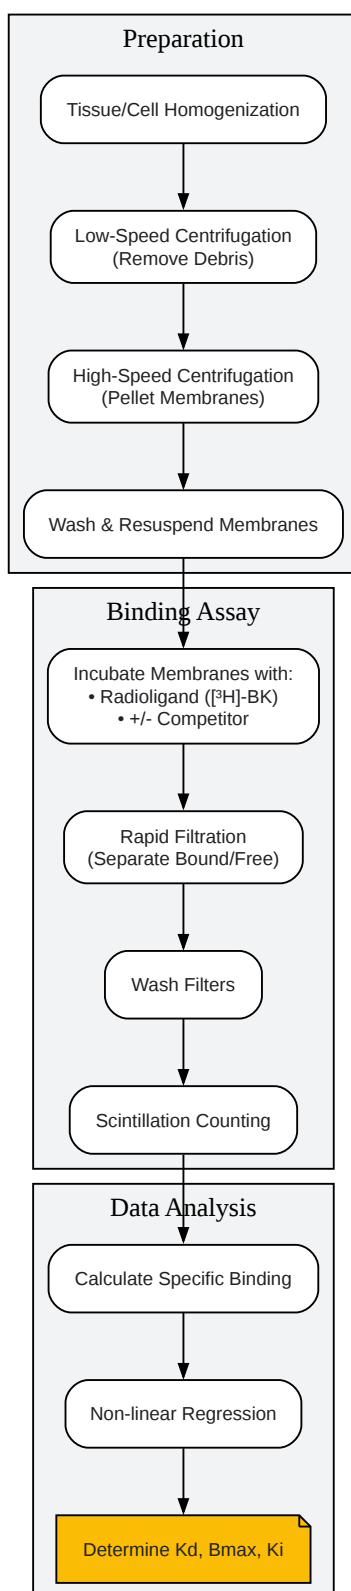 Preparation
Tissue/Cell Homogenization
Low-Speed Centrifugation
(Remove Debris)
High-Speed Centrifugation
(Pellet Membranes)
Wash & Resuspend Membranes
Binding Assay
Incubate Membranes with:
• Radioligand ([³H]-BK)
• +/- Competitor
Rapid Filtration
(Separate Bound/Free)
Wash Filters
Scintillation Counting
Data Analysis
Calculate Specific Binding
Non-linear Regression
Determine Kd, Bmax, Ki